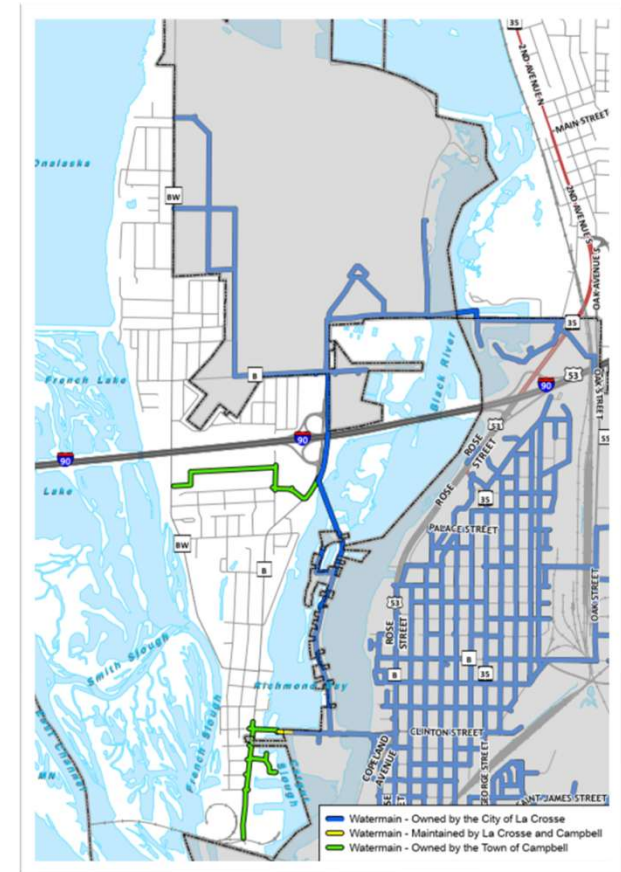 35
2ND AVENUE N
MAIN STREET
Onalaska
BW
2ND AVENUE S
OAK AVENUE S
35
Black River
B
53
French Lake
90
OAK STREET
90
53
90
ROSE STREET
Lake
35
PALACE STREET
BW
B
OAK STREET
53
ROSE
STREET
Smith Slough
B
B
35
Richmond Bay
French Slough
East Channel
CLINTON STREET
COPELAND
AVENUE
GEORGE STREET
Slough
MN
SAINT JAMES STREET
Watermain - Owned by the City of La Crosse
Watermain - Maintained by La Crosse and Campbell
Watermain - Owned by the Town of Campbell